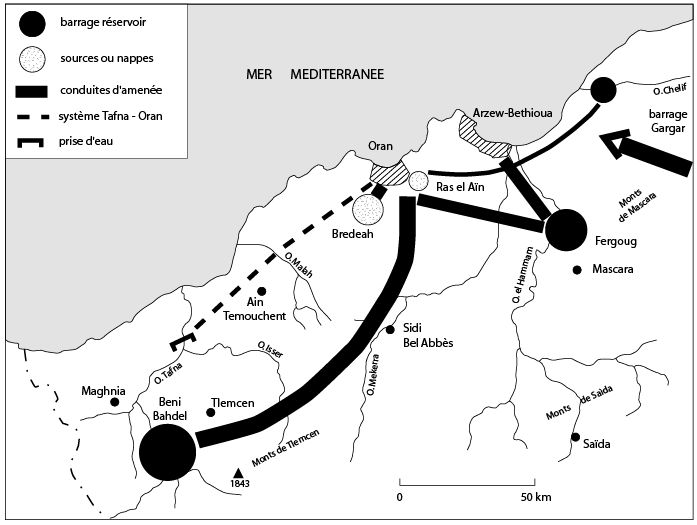 barrage réservoir
sources ou nappes
conduites d'amenée
système Tafna - Oran
prise d'eau
MER MEDITERRANEE
O.Chelif
Arzew-Bethioua
barrage
Gargar
Oran
Ras el Aïn
Monts
de Mascara
Bredeah
Fergoug
O.Malah
Mascara
O. el Hammam
Ain
Temouchent
Sidi
Bel Abbès
O.Isser
O.Tafna
O.Mekerra
Maghnia
Beni
Bahdel
Tlemcen
Monts de Saïda
Monts de Tlemcen
Saïda
1843
0
50 km